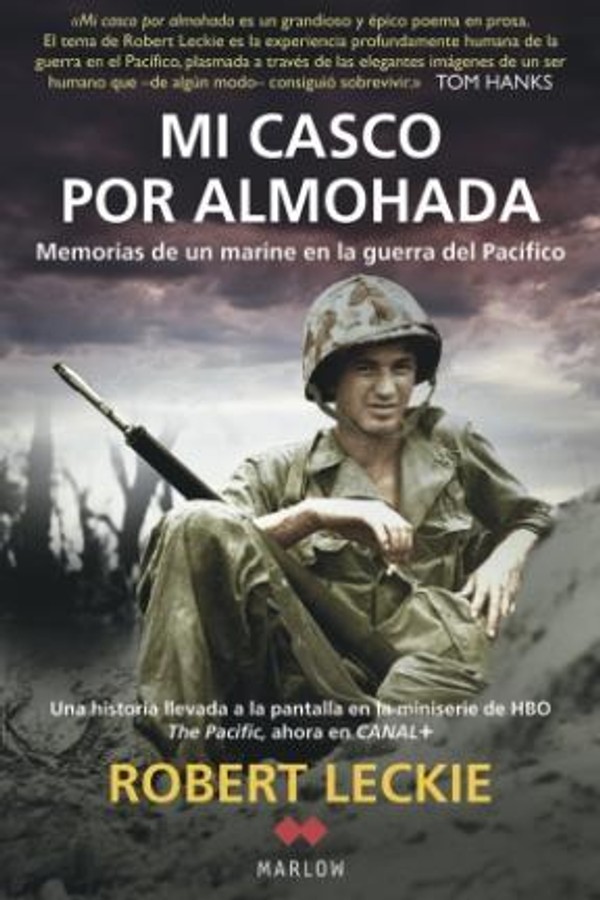 «Mi casco por almohada es un grandioso y épico poema en prosa.
El tema de Robert Leckie es la experiencia profundamente humana de la
guerra en el Pacífico, plasmada a través de las elegantes imágenes de un ser
humano que –de algún modo– consiguió sobrevivir.» TOM HANKS
MI CASCO
POR ALMOHADA
Memorias de un marine en la guerra del Pacífico
Una historia llevada a la pantalla en la miniserie de HBO
The Pacific, ahora en CANAL+
ROBERT LECKIE
MARLOW